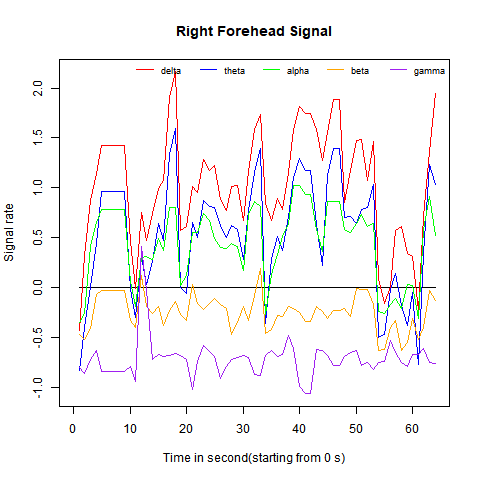 Right Forehead Signal
delta theta alpha beta gamma
Signal rate
2.0
1.5
1.0
0.5
0.0
-0.5
-1.0
0 10 20 30 40 50 60
Time in second(starting from 0 s)